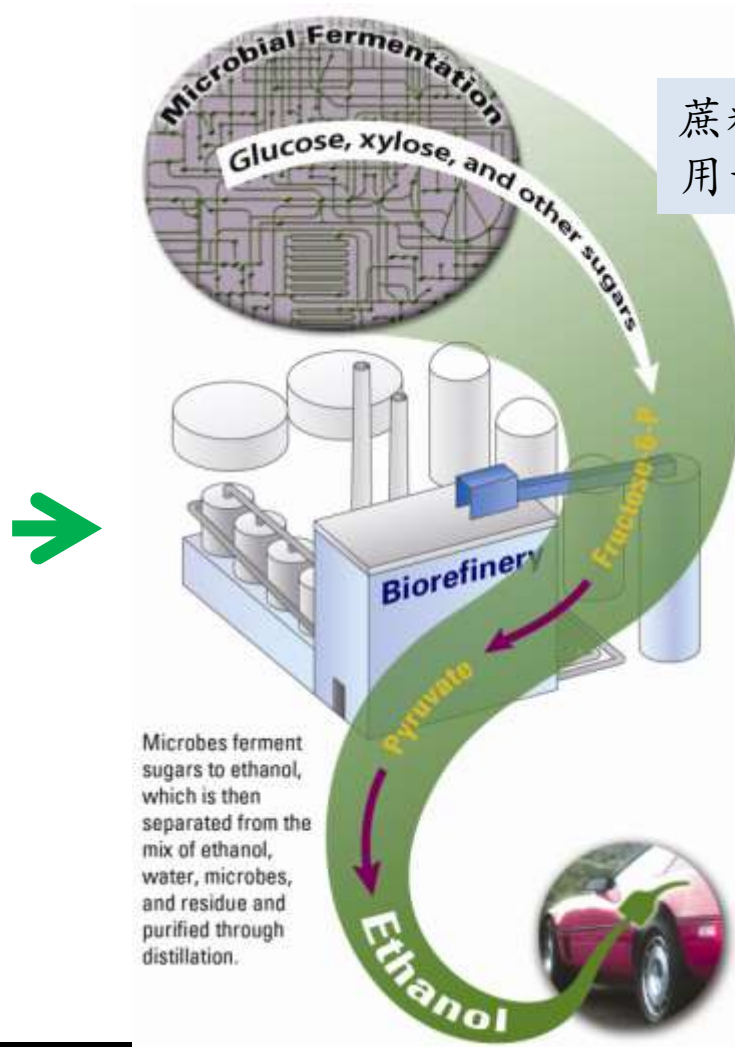 Microbial Fermentation
Glucose, xylose, and other sugars
蔗
用
Fructose-6-P
Biorefinery
Pyruvate
Microbes ferment
sugars to ethanol,
which is then
separated from the
mix of ethanol,
water, microbes,
and residue and
purified through
distillation.
Ethanol